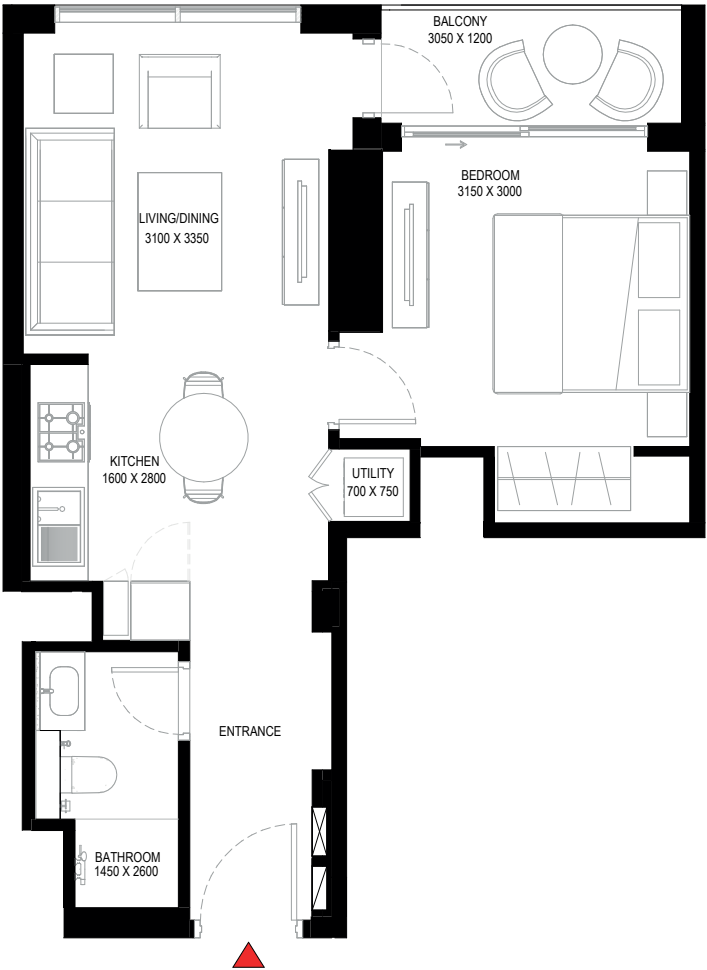 BALCONY
3050 X 1200
BEDROOM
3150 X 3000
LIVING/DINING
3100 X 3350
KITCHEN
1600 X 2800
UTILITY
700 X 750
ENTRANCE
BATHROOM
1450 X 2600